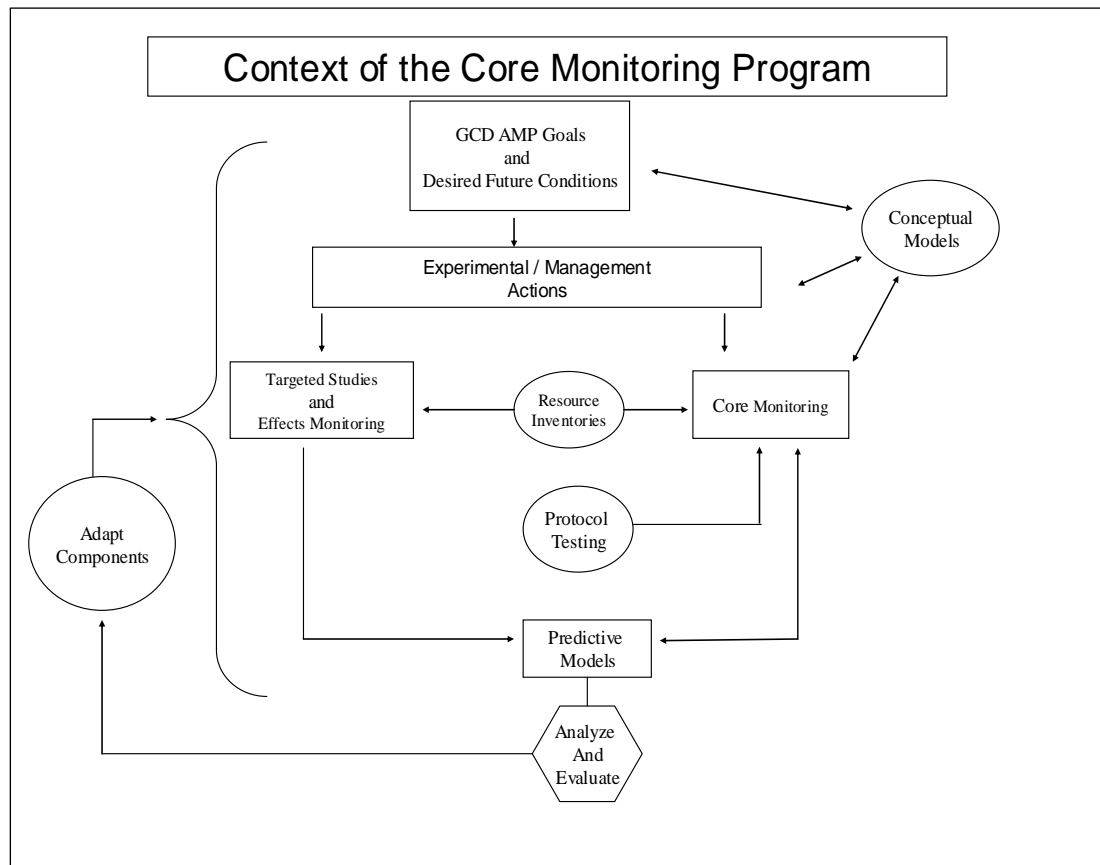 Context of the Core Monitoring Program
GCD AMP Goals
and
Desired Future Conditions
Conceptual
Models
Experimental / Management
Actions
Targeted Studies
and
Effects Monitoring
Resource
Inventories
Core Monitoring
Adapt
Components
Protocol
Testing
Predictive
Models
Analyze
And
Evaluate